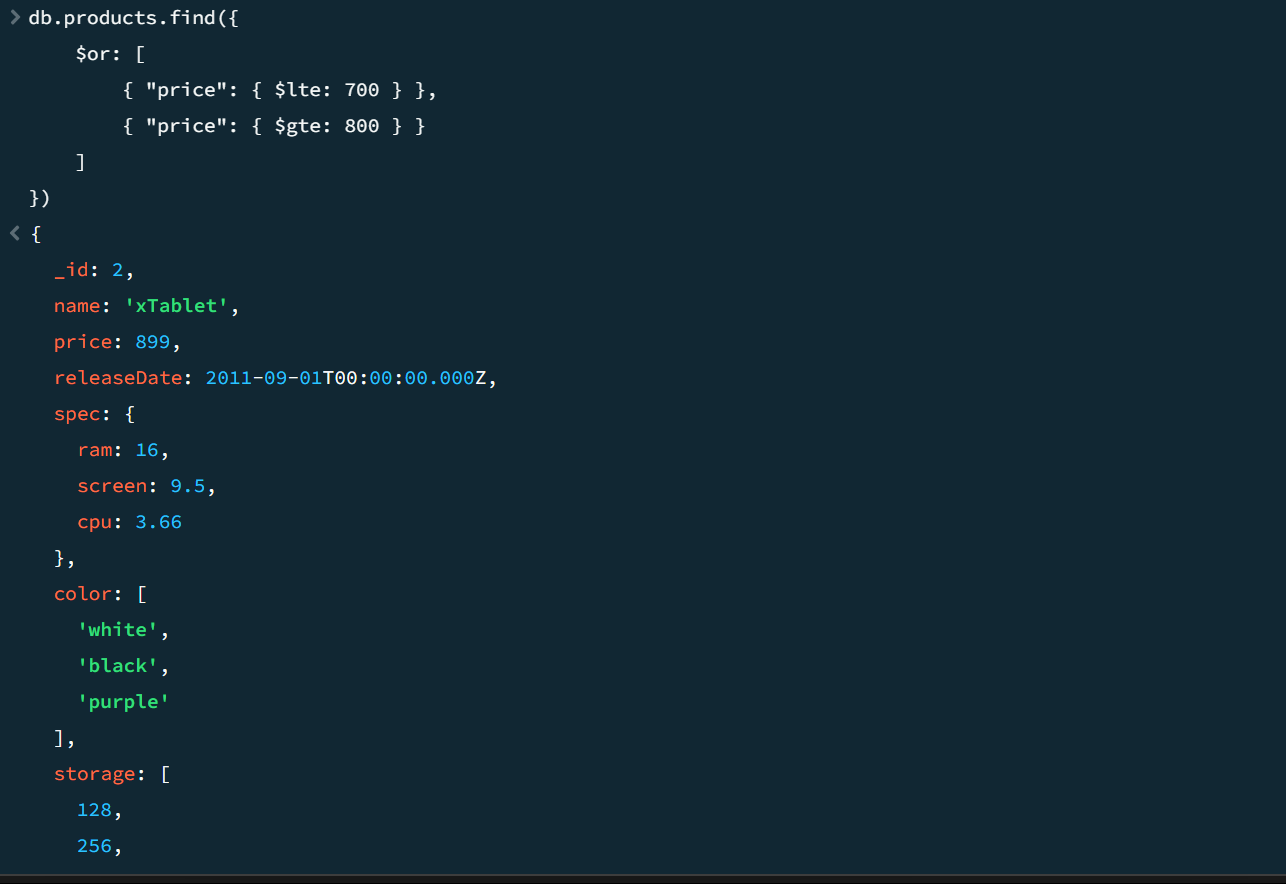 > db.products.find({
$or: [
{ "price": { $lte: 700 } },
{ "price": { $gte: 800 } }
]
})
< {
_id: 2,
name: 'xTablet',
price: 899,
releaseDate: 2011-09-01T00:00:00.000Z,
spec: {
ram: 16,
screen: 9.5,
cpu: 3.66
},
color: [
'white',
'black',
'purple'
],
storage: [
128,
256,